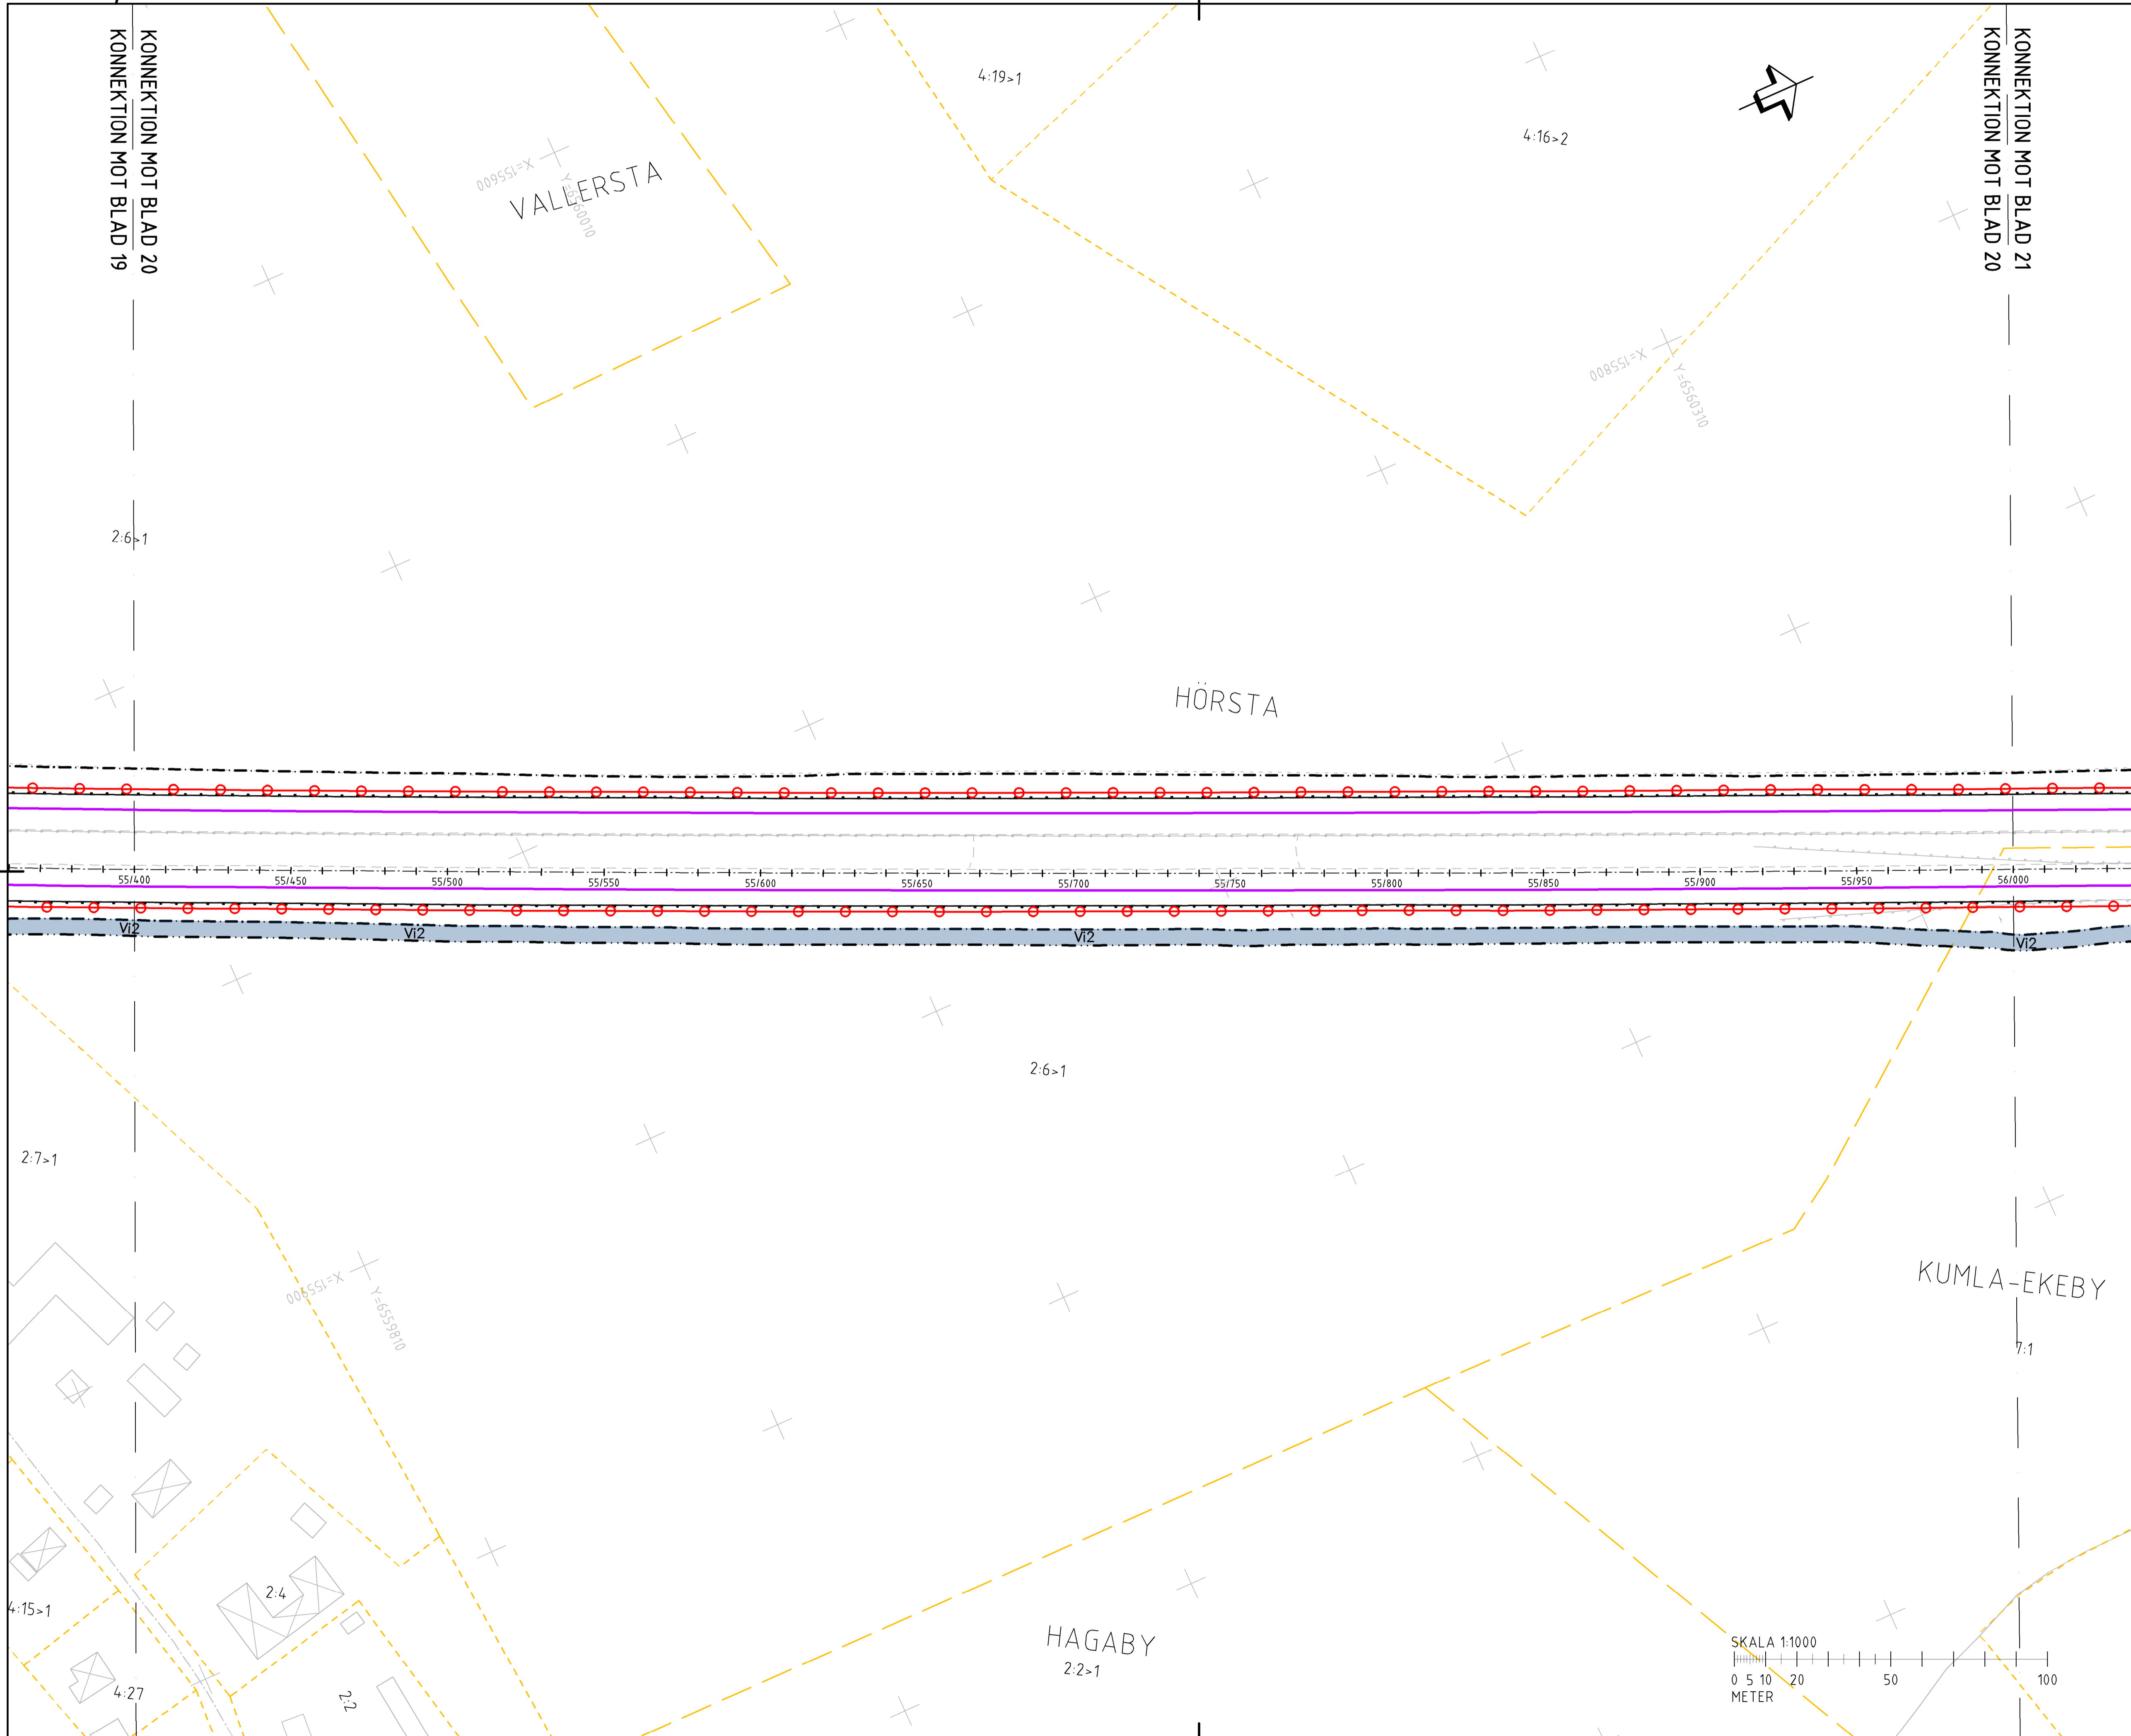 KONNEKTION MOT BLAD 20
KONNEKTION MOT BLAD 19
KONNEKTION MOT BLAD 21
KONNEKTION MOT BLAD 20
4:19>1
4:16>2
X=155600
Y=6560010
VALLERSTA
X=155800
Y=6560310
2:6>1
HÖRSTA
55/400
55/450
55/500
55/550
55/600
55/650
55/700
55/750
55/800
55/850
55/900
55/950
56/000
Vi2
Vi2
Vi2
Vi2
2:6>1
2:7>1
X=155900
Y=6559810
KUMLA-EKEBY
7:1
2:4
4:15>1
4:27
2:2
HAGABY
2:2>1
SKALA 1:1000
0 5 10 20 50 100
METER